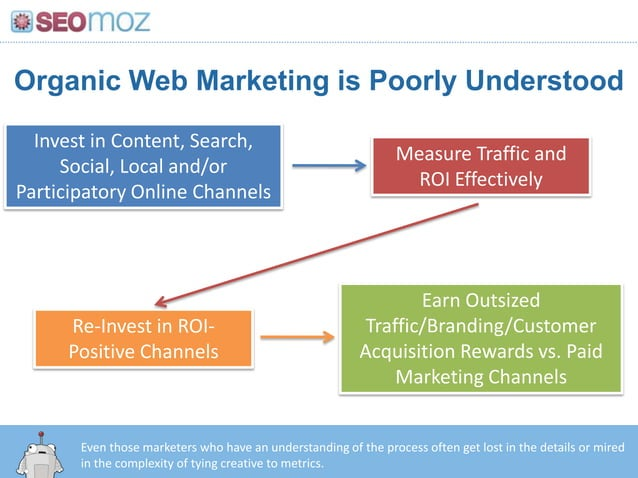 SEOmoz
Organic Web Marketing is Poorly Understood
Invest in Content, Search,
Social, Local and/or
Participatory Online Channels
Measure Traffic and
ROI Effectively
Re-Invest in ROI-
Positive Channels
Earn Outsized
Traffic/Branding/Customer
Acquisition Rewards vs. Paid
Marketing Channels
Even those marketers who have an understanding of the process often get lost in the details or mired
in the complexity of tying creative to metrics.